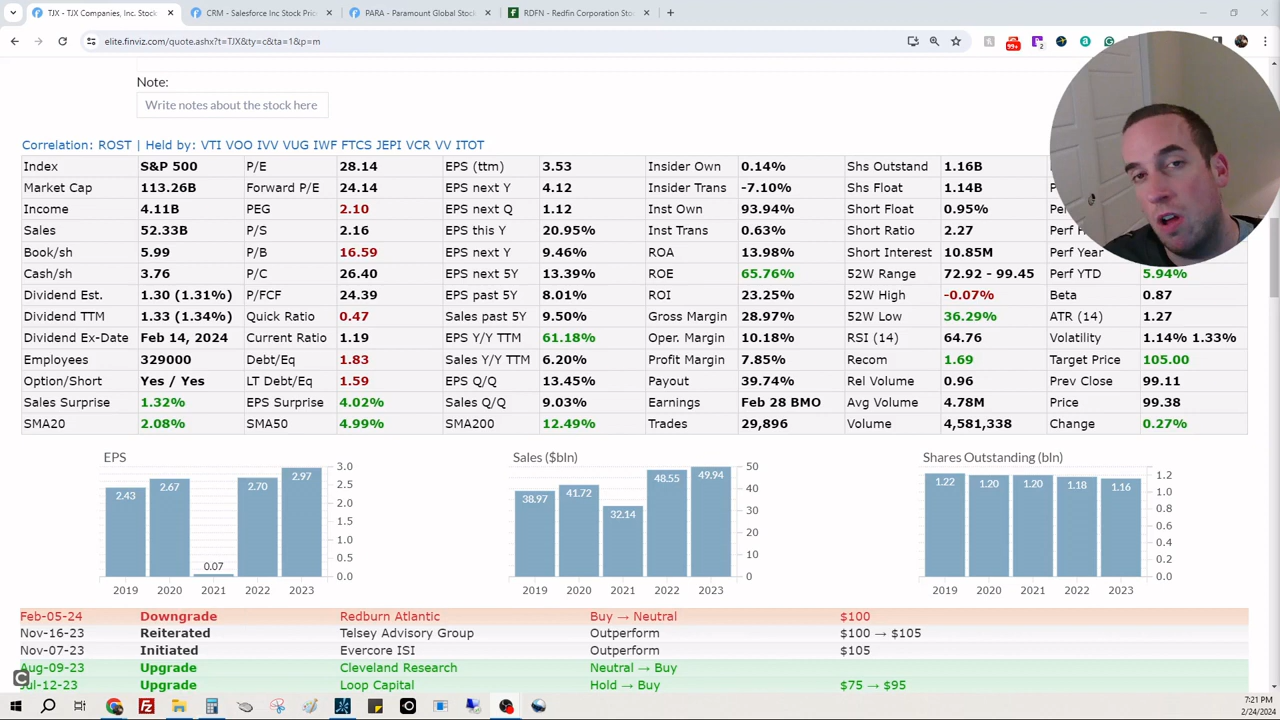 TJX - TJX Companies, Inc. Stock
CRM - Salesforce Inc Stock Pric
PARA - Paramount Global Stock
RDFN - Redfin Corporation Sto
elite.finviz.com/quote.ashx?t=TJX&ty=c&ta=1&p=m
99+
2
Note:
Write notes about the stock here
Correlation: ROST | Held by: VTI VOO IVV VUG IWF FTCS JEPI VCR VV ITOT
Index S&P 500 P/E 28.14 EPS (ttm) 3.53 Insider Own 0.14% Shs Outstand 1.16B
Market Cap 113.26B Forward P/E 24.14 EPS next Y 4.12 Insider Trans -7.10% Shs Float 1.14B
Income 4.11B PEG 2.10 EPS next Q 1.12 Inst Own 93.94% Short Float 0.95%
Sales 52.33B P/S 2.16 EPS this Y 20.95% Inst Trans 0.63% Short Ratio 2.27
Book/sh 5.99 P/B 16.59 EPS next Y 9.46% ROA 13.98% Short Interest 10.85M Perf Year
Cash/sh 3.76 P/C 26.40 EPS next 5Y 13.39% ROE 65.76% 52W Range 72.92 - 99.45 Perf YTD 5.94%
Dividend Est. 1.30 (1.31%) P/FCF 24.39 EPS past 5Y 8.01% ROI 23.25% 52W High -0.07% Beta 0.87
Dividend TTM 1.33 (1.34%) Quick Ratio 0.47 Sales past 5Y 9.50% Gross Margin 28.97% 52W Low 36.29% ATR (14) 1.27
Dividend Ex-Date Feb 14, 2024 Current Ratio 1.19 EPS Y/Y TTM 61.18% Oper. Margin 10.18% RSI (14) 64.76 Volatility 1.14% 1.33%
Employees 329000 Debt/Eq 1.83 Sales Y/Y TTM 6.20% Profit Margin 7.85% Recom 1.69 Target Price 105.00
Option/Short Yes / Yes LT Debt/Eq 1.59 EPS Q/Q 13.45% Payout 39.74% Rel Volume 0.96 Prev Close 99.11
Sales Surprise 1.32% EPS Surprise 4.02% Sales Q/Q 9.03% Earnings Feb 28 BMO Avg Volume 4.78M Price 99.38
SMA20 2.08% SMA50 4.99% SMA200 12.49% Trades 29,896 Volume 4,581,338 Change 0.27%
EPS
2.43 2.67 0.07 2.70 2.97
3.0
2.5
2.0
1.5
1.0
0.5
0.0
2019 2020 2021 2022 2023
Sales ($bln)
38.97 41.72 32.14 48.55 49.94
50
40
30
20
10
0
2019 2020 2021 2022 2023
Shares Outstanding (bln)
1.22 1.20 1.20 1.18 1.16
1.2
1.0
0.8
0.6
0.4
0.2
0.0
2019 2020 2021 2022 2023
Feb-05-24 Downgrade Redburn Atlantic Buy → Neutral $100
Nov-16-23 Reiterated Telsey Advisory Group Outperform $100 → $105
Nov-07-23 Initiated Evercore ISI Outperform $105
Aug-09-23 Upgrade Cleveland Research Neutral → Buy
Jul-12-23 Upgrade Loop Capital Hold → Buy $75 → $95
7:21 PM
2/24/2024